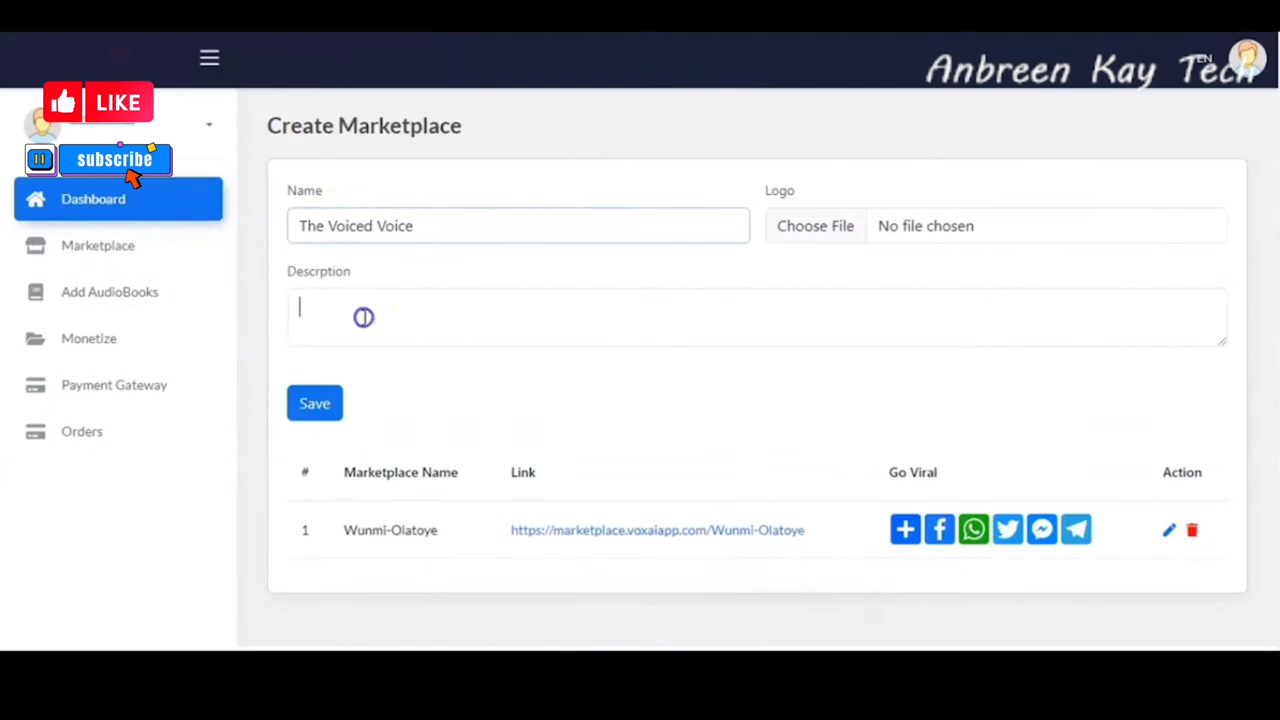 Anbreen Kay Tech
EN
LIKE
subscribe
Dashboard
Marketplace
Add AudioBooks
Monetize
Payment Gateway
Orders
Create Marketplace
Name
Logo
The Voiced Voice
Choose File No file chosen
Descrption
Save
# Marketplace Name Link Go Viral Action
1 Wunmi-Olatoye https://marketplace.voxaiapp.com/Wunmi-Olatoye